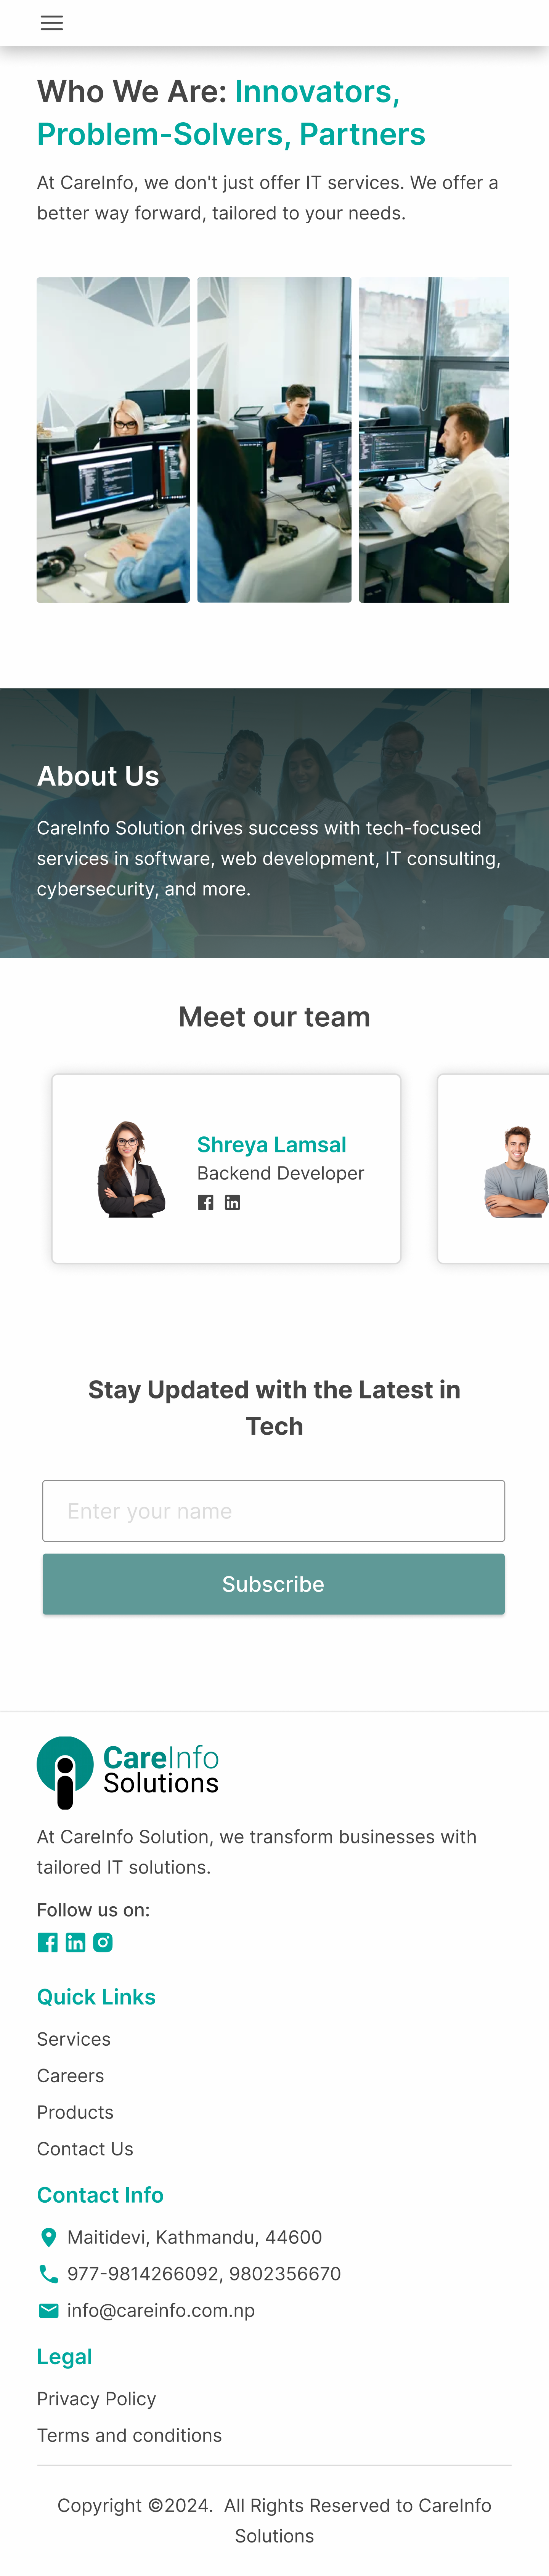 Who We Are: Innovators,
Problem-Solvers, Partners
At CareInfo, we don't just offer IT services. We offer a
better way forward, tailored to your needs.
About Us
CareInfo Solution drives success with tech-focused
services in software, web development, IT consulting,
cybersecurity, and more.
Meet our team
Shreya Lamsal
Backend Developer
Stay Updated with the Latest in
Tech
Enter your name
Subscribe
CareInfo
Solutions
At CareInfo Solution, we transform businesses with
tailored IT solutions.
Follow us on:
Quick Links
Services
Careers
Products
Contact Us
Contact Info
Maitidevi, Kathmandu, 44600
977-9814266092, 9802356670
info@careinfo.com.np
Legal
Privacy Policy
Terms and conditions
Copyright ©2024.  All Rights Reserved to CareInfo
Solutions